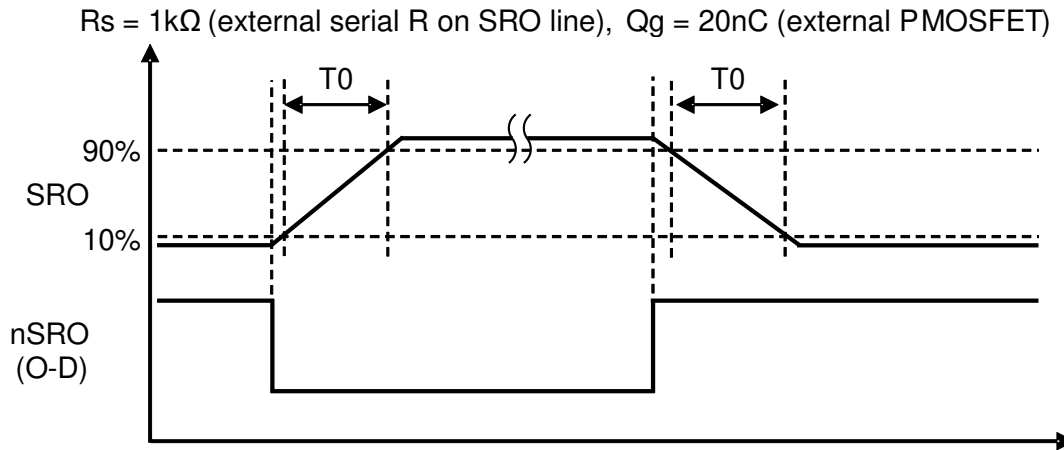 Rs = 1kΩ (external serial R on SRO line), Qg = 20nC (external PMOSFET)
T0
T0
90%
SRO
10%
nSRO
(O-D)